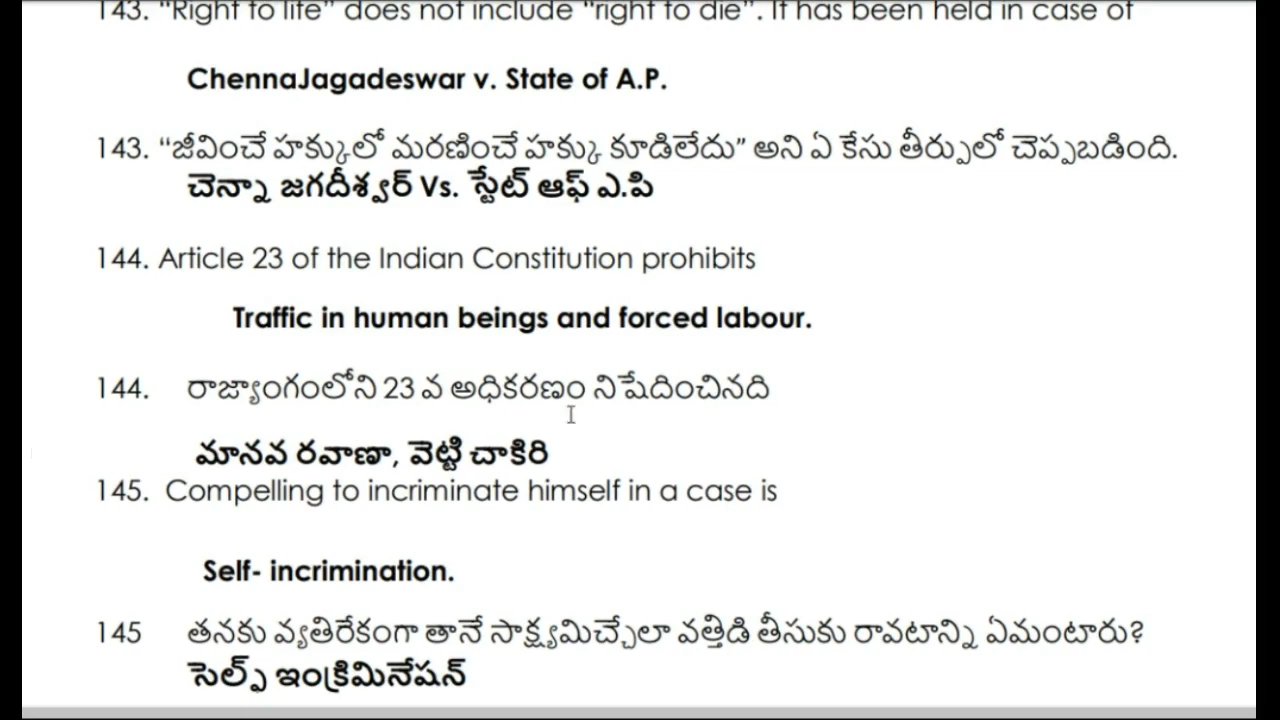 143. “Right to life” does not include “right to die”. It has been held in case of
ChennaJagadeswar v. State of A.P.
143. “జీవించే హక్కులో మరణించే హక్కు కూడిలేదు” అని ఏ కేసు తీర్పులో చెప్పబడింది.
చెన్నా జగదీశ్వర్ Vs. స్టేట్ ఆఫ్ ఎ.పి
144. Article 23 of the Indian Constitution prohibits
Traffic in human beings and forced labour.
144. రాజ్యాంగంలోని 23 వ అధికరణం నిషేదించినది
మానవ రవాణా, వెట్టి చాకిరి
145. Compelling to incriminate himself in a case is
Self- incrimination.
145 తనకు వ్యతిరేకంగా తానే సాక్ష్యమిచ్చేలా వత్తిడి తీసుకు రావటాన్ని ఏమంటారు?
సెల్ఫ్ ఇంక్రిమినేషన్